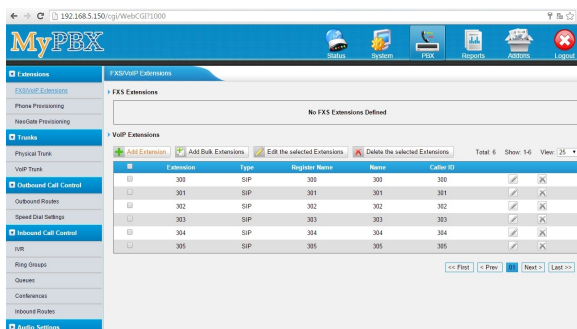 192.168.5.150/cgi/WebCGI?1000
MyPBX
Status System PBX Reports Addons Logout
Extensions
FXS/VoIP Extensions
Phone Provisioning
NeoGate Provisioning
Trunks
Physical Trunk
VoIP Trunk
Outbound Call Control
Outbound Routes
Speed Dial Settings
Inbound Call Control
IVR
Ring Groups
Queues
Conferences
Inbound Routes
Audio Settings
FXS/VoIP Extensions
FXS Extensions
No FXS Extensions Defined
VoIP Extensions
Add Extension Add Bulk Extensions Edit the selected Extensions Delete the selected Extensions Total: 6 Show: 1-6 View: 25
Extension Type Register Name Name Caller ID
300 SIP 300 300 300
301 SIP 301 301 301
302 SIP 302 302 302
303 SIP 303 303 303
304 SIP 304 304 304
305 SIP 305 305 305
<< First < Prev 01 Next > Last >>